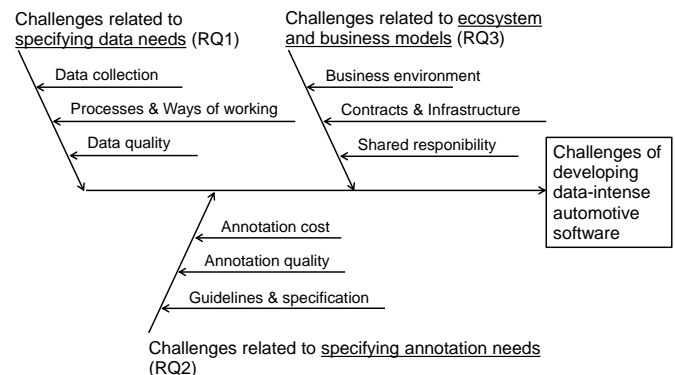 Challenges related to
specifying data needs (RQ1)
Data collection
Processes & Ways of working
Data quality
Challenges related to ecosystem
and business models (RQ3)
Business environment
Contracts & Infrastructure
Shared responibility
Challenges of
developing
data-intense
automotive
software
Annotation cost
Annotation quality
Guidelines & specification
Challenges related to specifying annotation needs
(RQ2)